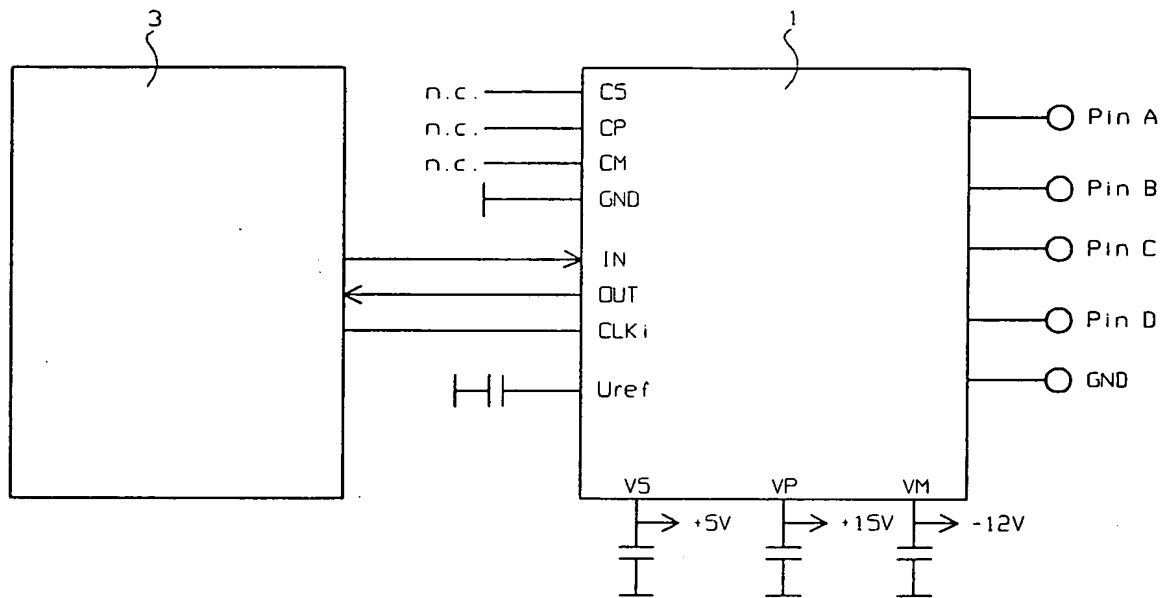 3
1
n.c. CS
n.c. CP
n.c. CM
GND
IN
OUT
CLKi
Uref
Pin A
Pin B
Pin C
Pin D
GND
VS
VP
VM
+5V
+15V
-12V